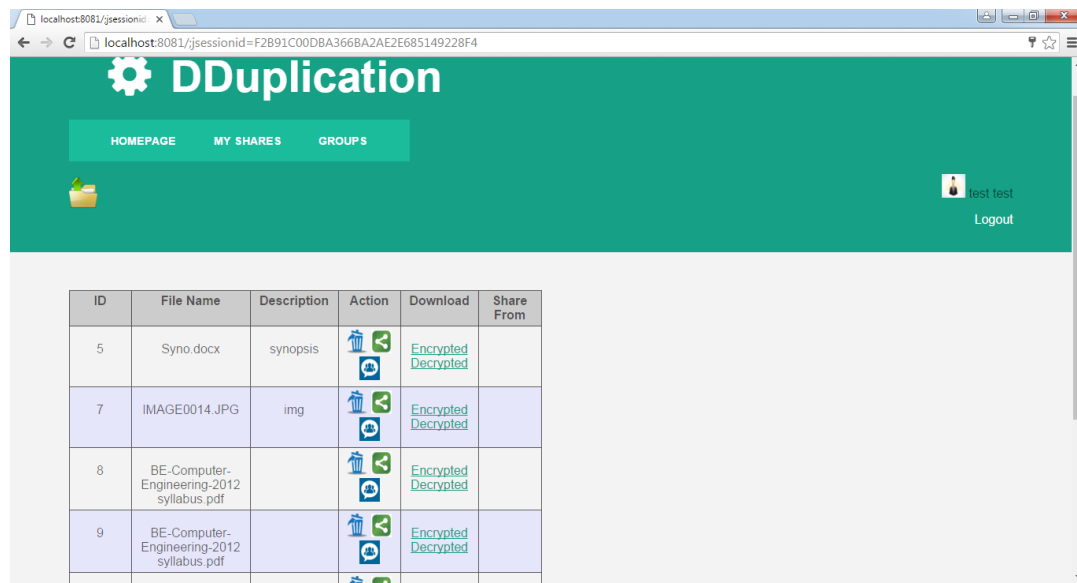 localhost:8081/;jsessionid
localhost:8081/;jsessionid=F2B91C00DBA366BA2AE2E685149228F4
DDuplication
HOMEPAGE MY SHARES GROUPS
test test
Logout
ID File Name Description Action Download Share From
5 Syno.docx synopsis Encrypted
Decrypted
7 IMAGE0014.JPG img Encrypted
Decrypted
8 BE-Computer-
Engineering-2012
syllabus.pdf
Encrypted
Decrypted
9 BE-Computer-
Engineering-2012
syllabus.pdf
Encrypted
Decrypted